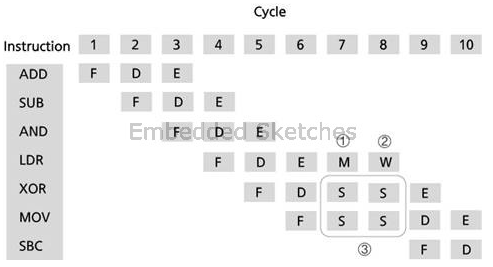 Cycle
Instruction 1 2 3 4 5 6 7 8 9 10
ADD F D E
SUB F D E
AND F D E
Embedded Sketches
① ②
LDR F D E M W
XOR F D S S E
MOV F S S D E
③
SBC F D